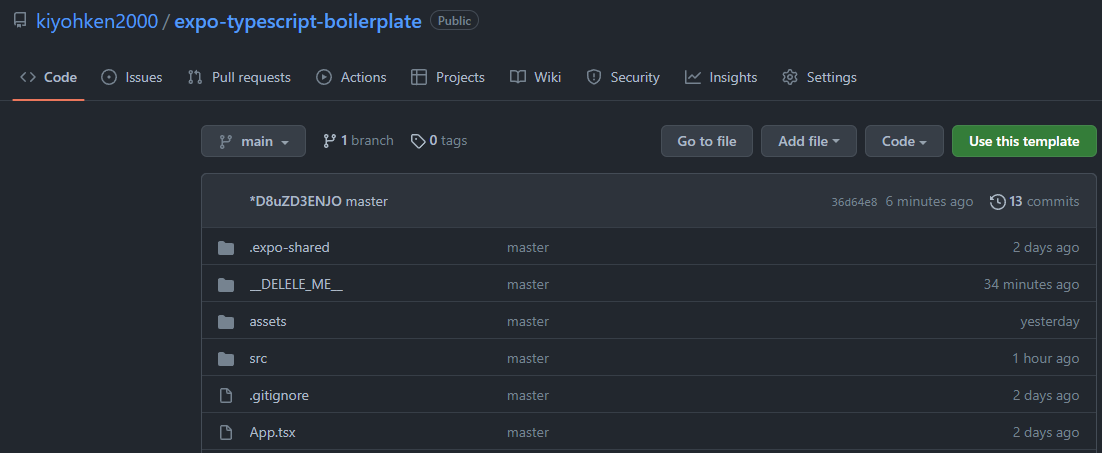 kiyohken2000 / expo-typescript-boilerplate Public
Code Issues Pull requests Actions Projects Wiki Security Insights Settings
main 1 branch 0 tags Go to file Add file Code Use this template
*D8uZD3ENJO master 36d64e8 6 minutes ago 13 commits
.expo-shared master 2 days ago
__DELELE_ME__ master 34 minutes ago
assets master yesterday
src master 1 hour ago
.gitignore master 2 days ago
App.tsx master 2 days ago